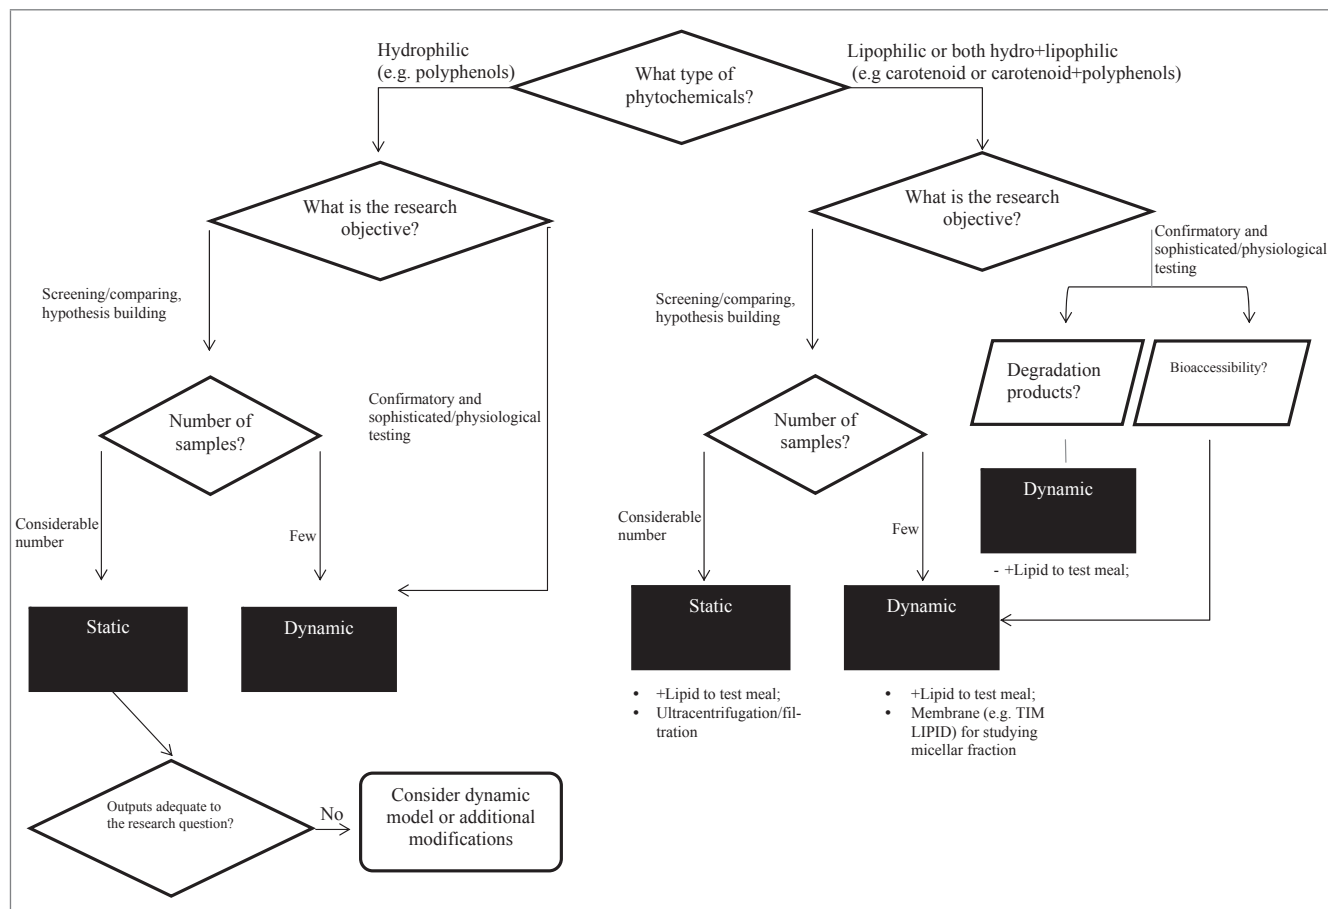 Hydrophilic
(e.g. polyphenols)
What type of
phytochemicals?
Lipophilic or both hydro+lipophilic
(e.g carotenoid or carotenoid+polyphenols)
What is the research
objective?
What is the research
objective?
Screening/comparing,
hypothesis building
Confirmatory and
sophisticated/physiological
testing
Screening/comparing,
hypothesis building
Confirmatory and
sophisticated/physiological
testing
Degradation
products?
Bioaccessibility?
Number of
samples?
Number of
samples?
Considerable
number
Few
Considerable
number
Few
Dynamic
- +Lipid to test meal;
Static
Dynamic
Static
Dynamic
• +Lipid to test meal;
• Ultracentrifugation/fil-
tration
• +Lipid to test meal;
• Membrane (e.g. TIM
LIPID) for studying
micellar fraction
Outputs adequate to
the research question?
No
Consider dynamic
model or additional
modifications